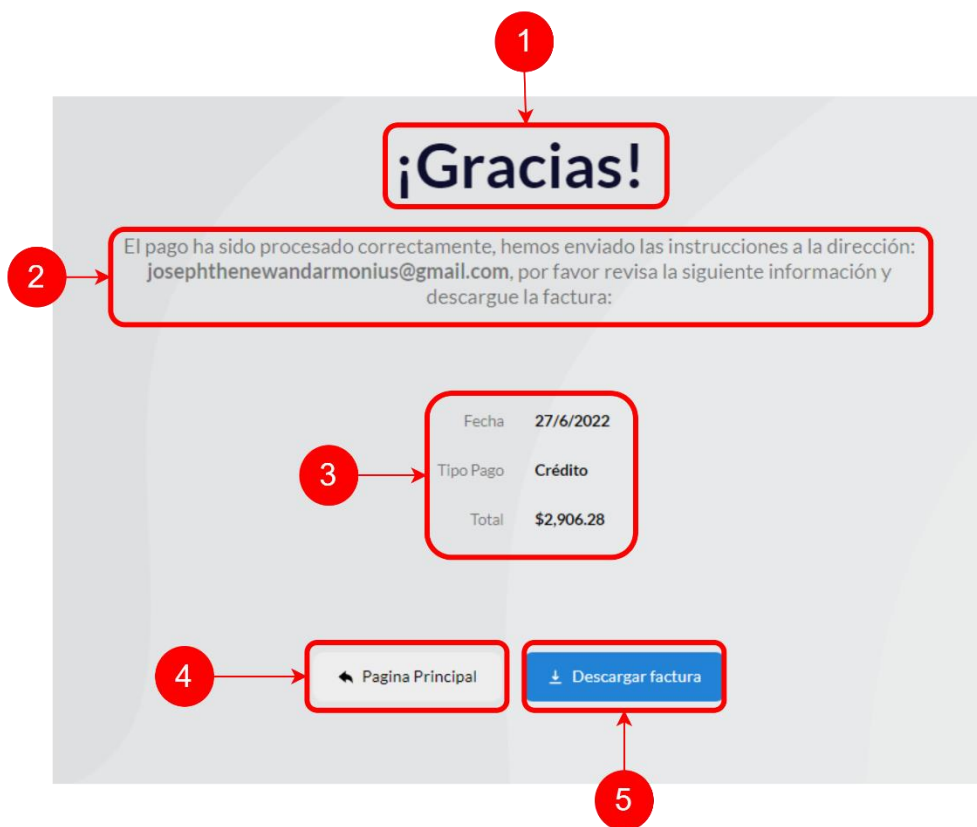 1
¡Gracias!
2
El pago ha sido procesado correctamente, hemos enviado las instrucciones a la dirección:
josephthenewandarmonius@gmail.com, por favor revisa la siguiente información y
descargue la factura:
3
Fecha 27/6/2022
Tipo Pago Crédito
Total $2,906.28
4
Pagina Principal
Descargar factura
5